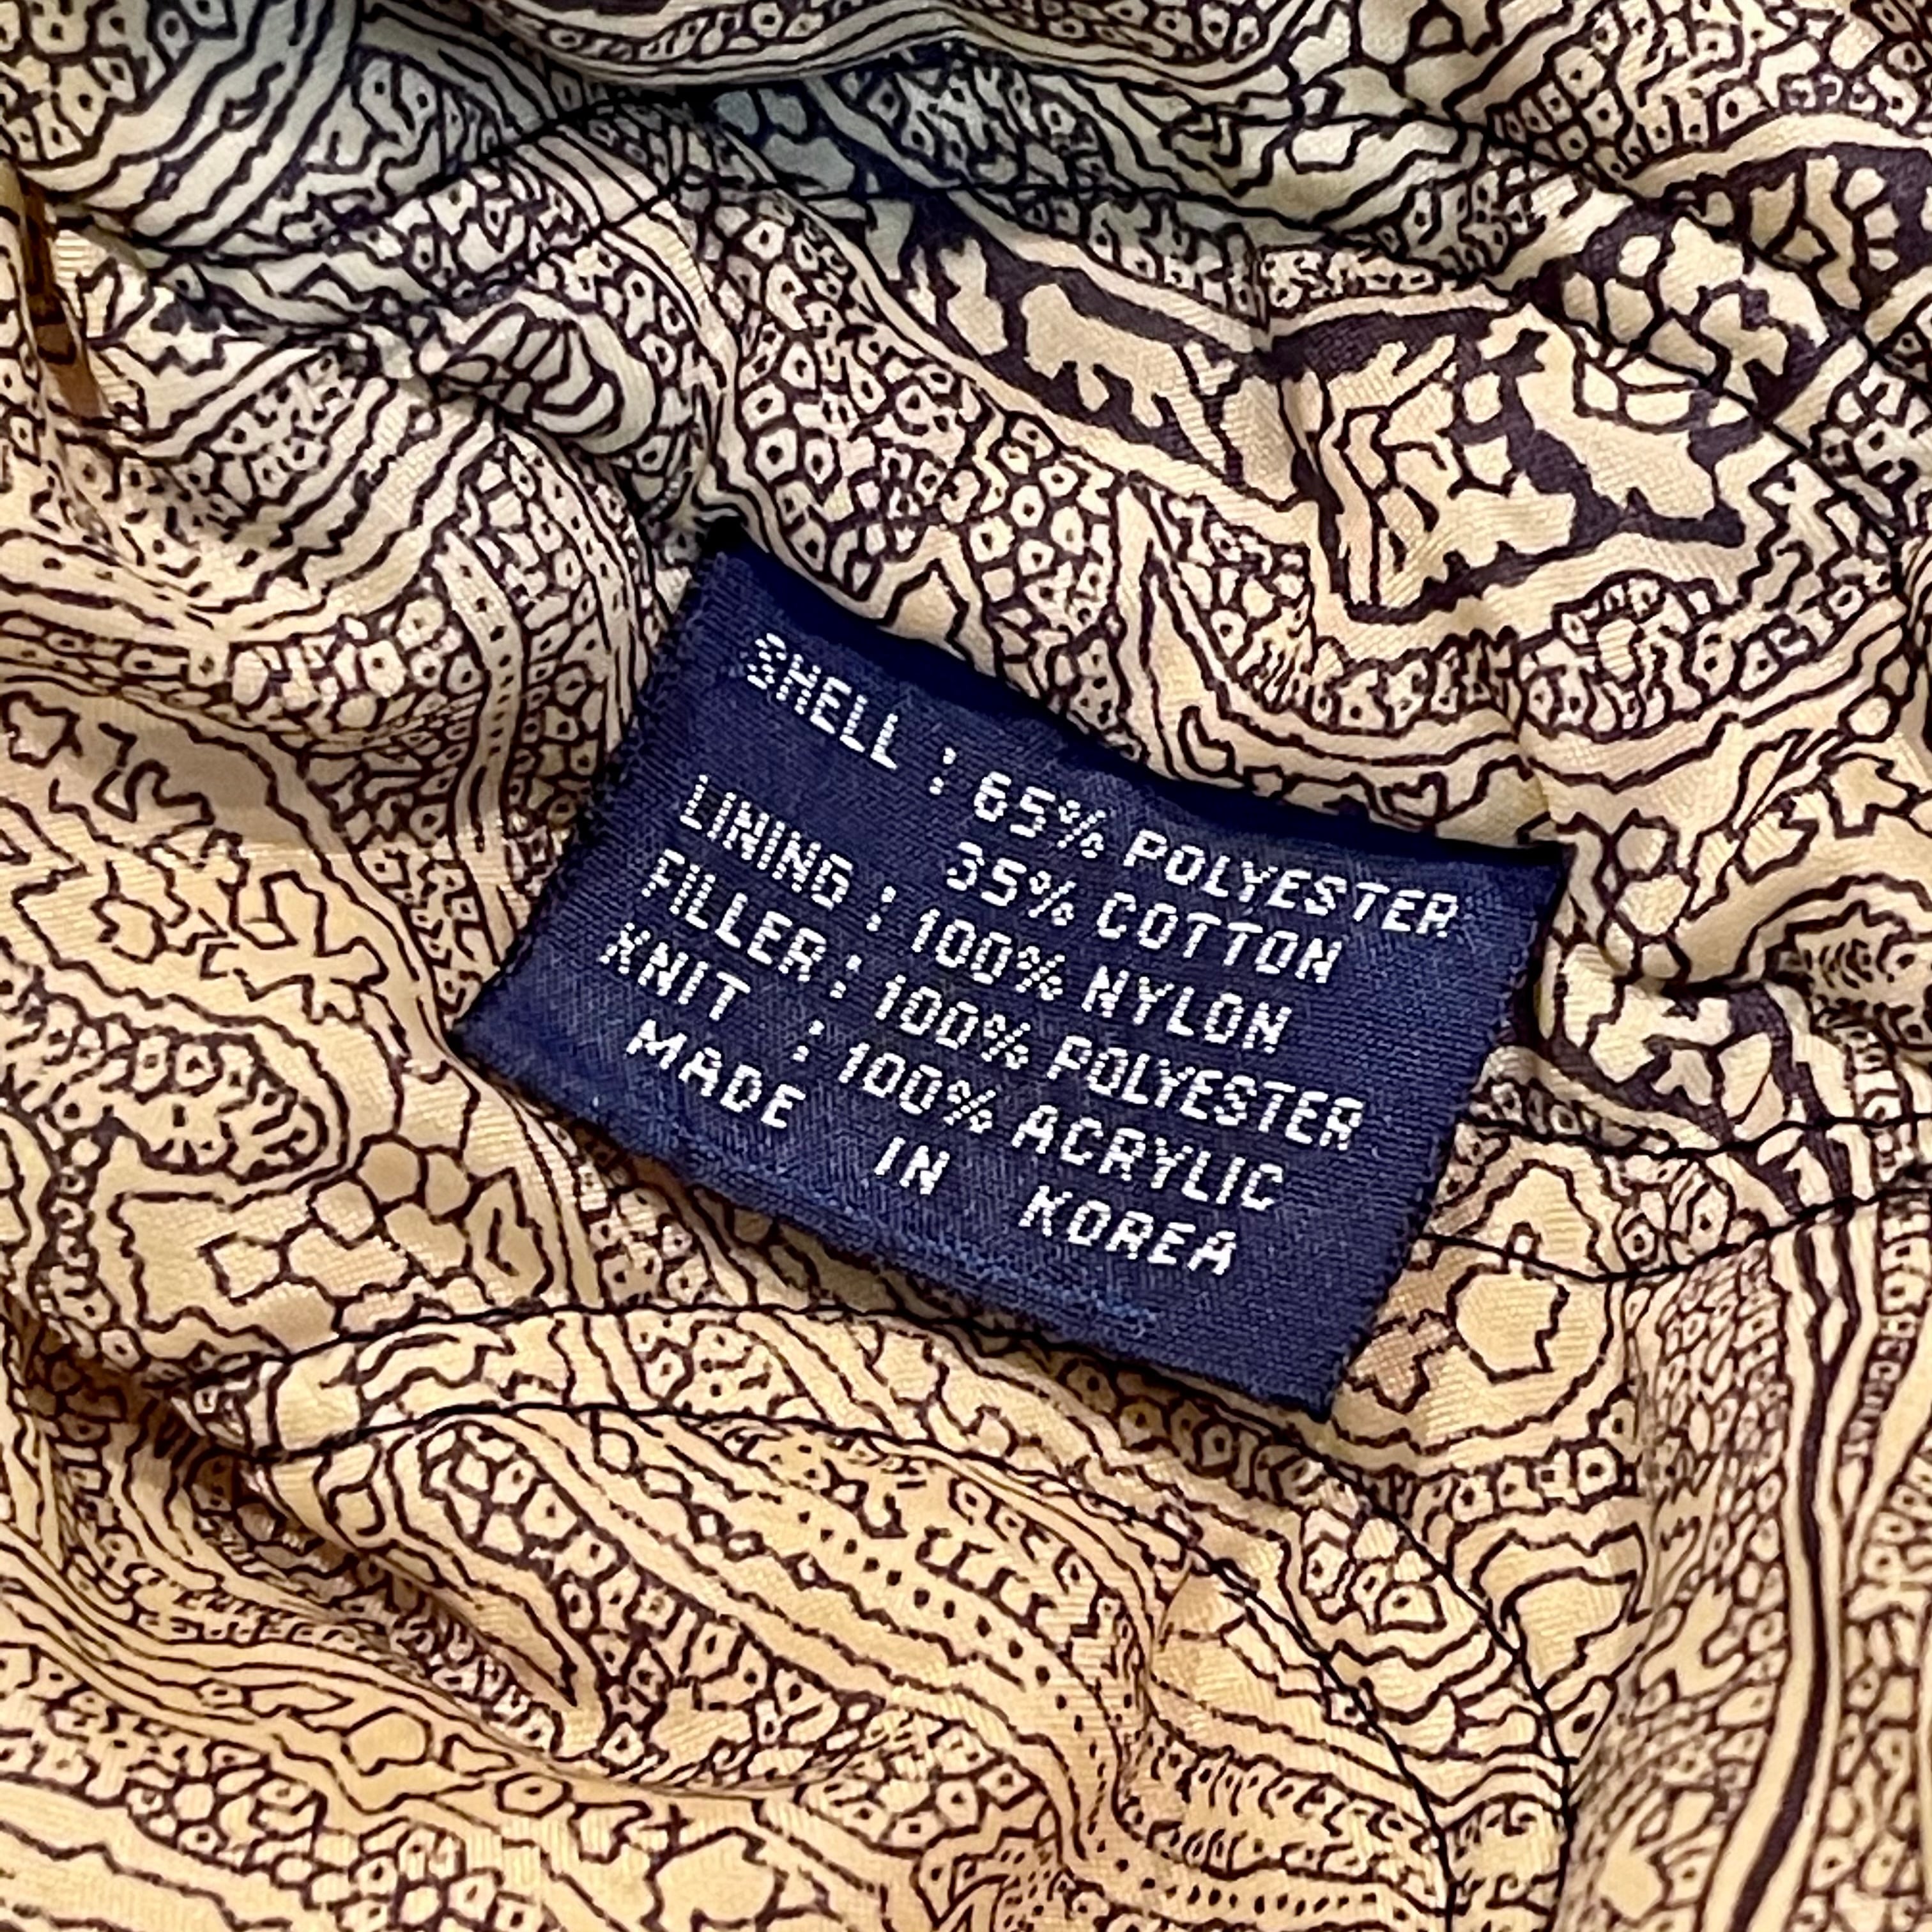 SHELL : 65% POLYESTER
35% COTTON
LINING : 100% NYLON
FILLER : 100% POLYESTER
KNIT : 100% ACRYLIC
MADE IN KOREA